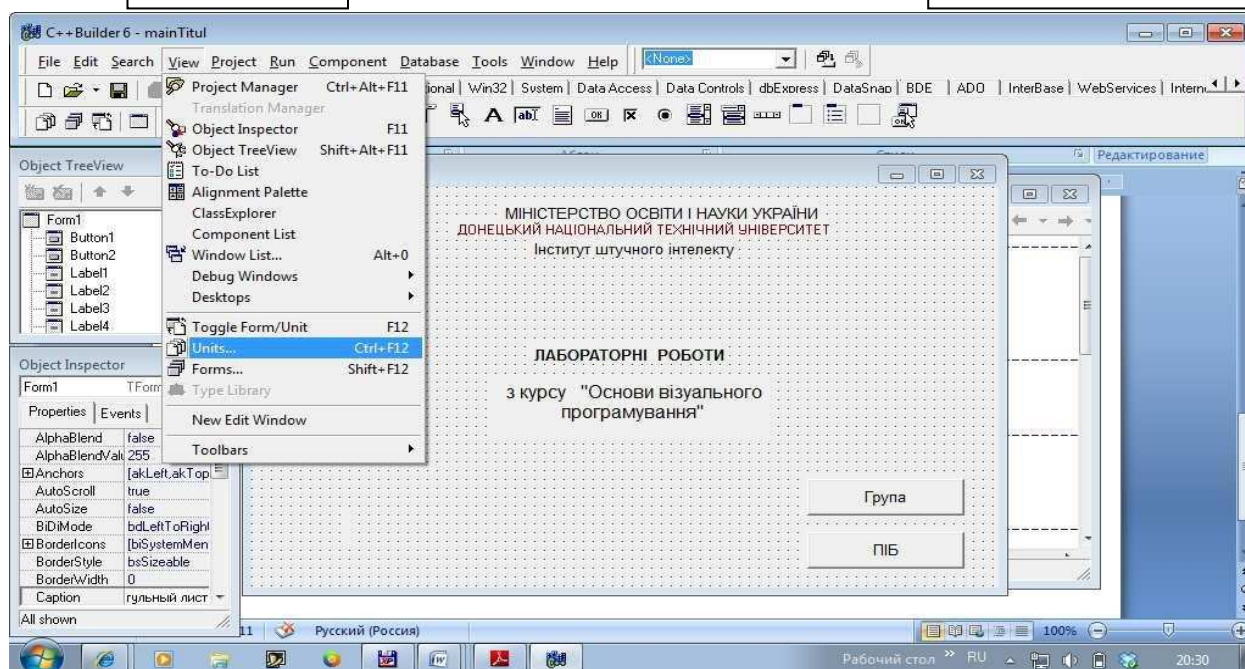 C++Builder 6 - mainTitul
File Edit Search View Project Run Component Database Tools Window Help <None>
Win32 System Data Access Data Controls dbExpress DataSnap BDE ADO InterBase WebServices
Project Manager Ctrl+Alt+F11
Translation Manager
Object Inspector F11
Object TreeView Shift+Alt+F11
To-Do List
Alignment Palette
ClassExplorer
Component List
Window List... Alt+0
Debug Windows
Desktops
Toggle Form/Unit F12
Units... Ctrl+F12
Forms... Shift+F12
Type Library
New Edit Window
Toolbars
Object TreeView
Form1
Button1
Button2
Label1
Label2
Label3
Label4
Object Inspector
Form1
Properties Events
AlphaBlend false
255
Anchors [akLeft,akTop
AutoScroll true
AutoSize false
BiDiMode
BorderIcons [biSystemMen
BorderStyle bsSizeable
BorderWidth 0
Caption лист
All shown
Редактирование
МІНІСТЕРСТВО ОСВІТИ І НАУКИ УКРАЇНИ
ДОНЕЦЬКИЙ НАЦІОНАЛЬНИЙ ТЕХНІЧНИЙ УНІВЕРСИТЕТ
Інститут штучного інтелекту
ЛАБОРАТОРНІ РОБОТИ
з курсу "Основи візуального
програмування"
Група
ПІБ
11 Русский (Россия) 100%
Рабочий стол » RU 20:30